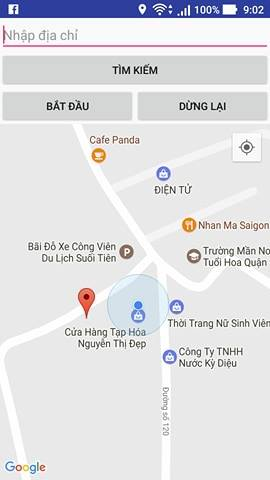 100% 9:02
Nhập địa chỉ
TÌM KIẾM
BẮT ĐẦU DỪNG LẠI
Cafe Panda
ĐIỆN TỬ
Nhan Ma Saigon
Bãi Đỗ Xe Công Viên
Du Lịch Suối Tiên
P
Trường Mần No
Tuổi Hoa Quận
Cửa Hàng Tạp Hóa
Nguyễn Thị Đẹp
Thời Trang Nữ Sinh Viên
Công Ty TNHH
Nước Kỳ Diệu
Đường số 120
Google